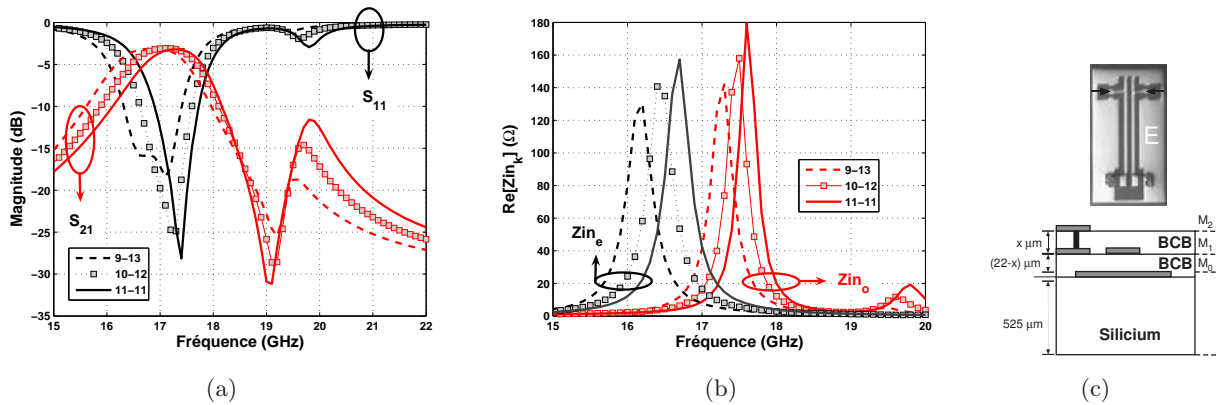 0
−5
−10
−15
−20
−25
−30
−35
15 16 17 18 19 20 21 22
Magnitude (dB)
Fréquence (GHz)
S11
S21
9−13
10−12
11−11
(a)
180
160
140
120
100
80
60
40
20
0
15 16 17 18 19 20
Re[Zink] (Ω)
Fréquence (GHz)
Zine
Zino
9−13
10−12
11−11
(b)
E
M2
x µm
BCB
M1
(22-x) µm
BCB
M0
525 µm
Silicium
(c)